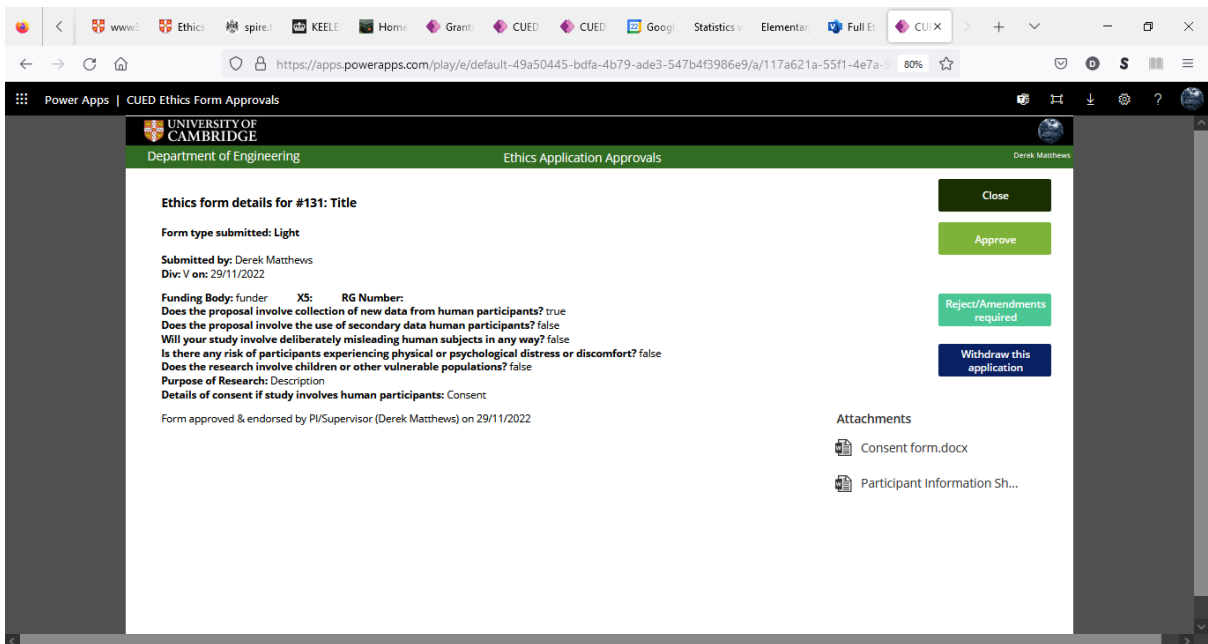 www3 Ethics spire.t KEELE Home Grants CUED CUED Googl Statistics v Elementar Full Et CU
https://apps.powerapps.com/play/e/default-49a50445-bdfa-4b79-ade3-547b4f3986e9/a/117a621a-55f1-4e7a-9 80% D S
Power Apps | CUED Ethics Form Approvals
UNIVERSITY OF
CAMBRIDGE
Department of Engineering Ethics Application Approvals Derek Matthews
Close
Ethics form details for #131: Title
Form type submitted: Light
Approve
Submitted by: Derek Matthews
Div: V on: 29/11/2022
Funding Body: funder X5: RG Number:
Does the proposal involve collection of new data from human participants? true
Does the proposal involve the use of secondary data human participants? false
Will your study involve deliberately misleading human subjects in any way? false
Is there any risk of participants experiencing physical or psychological distress or discomfort? false
Does the research involve children or other vulnerable populations? false
Purpose of Research: Description
Details of consent if study involves human participants: Consent
Form approved & endorsed by PI/Supervisor (Derek Matthews) on 29/11/2022
Reject/Amendments
required
Withdraw this
application
Attachments
Consent form.docx
Participant Information Sh...